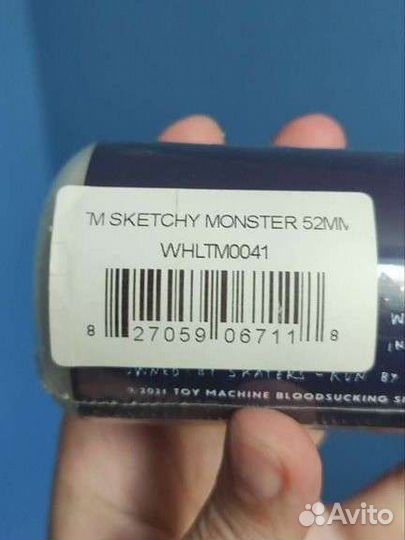 TM SKETCHY MONSTER 52MM
WHLTM0041
8 27059 06711 8
W
IN
OWNED BY SKATERS - RUN BY
© 2021 TOY MACHINE BLOODSUCKING S
Avito